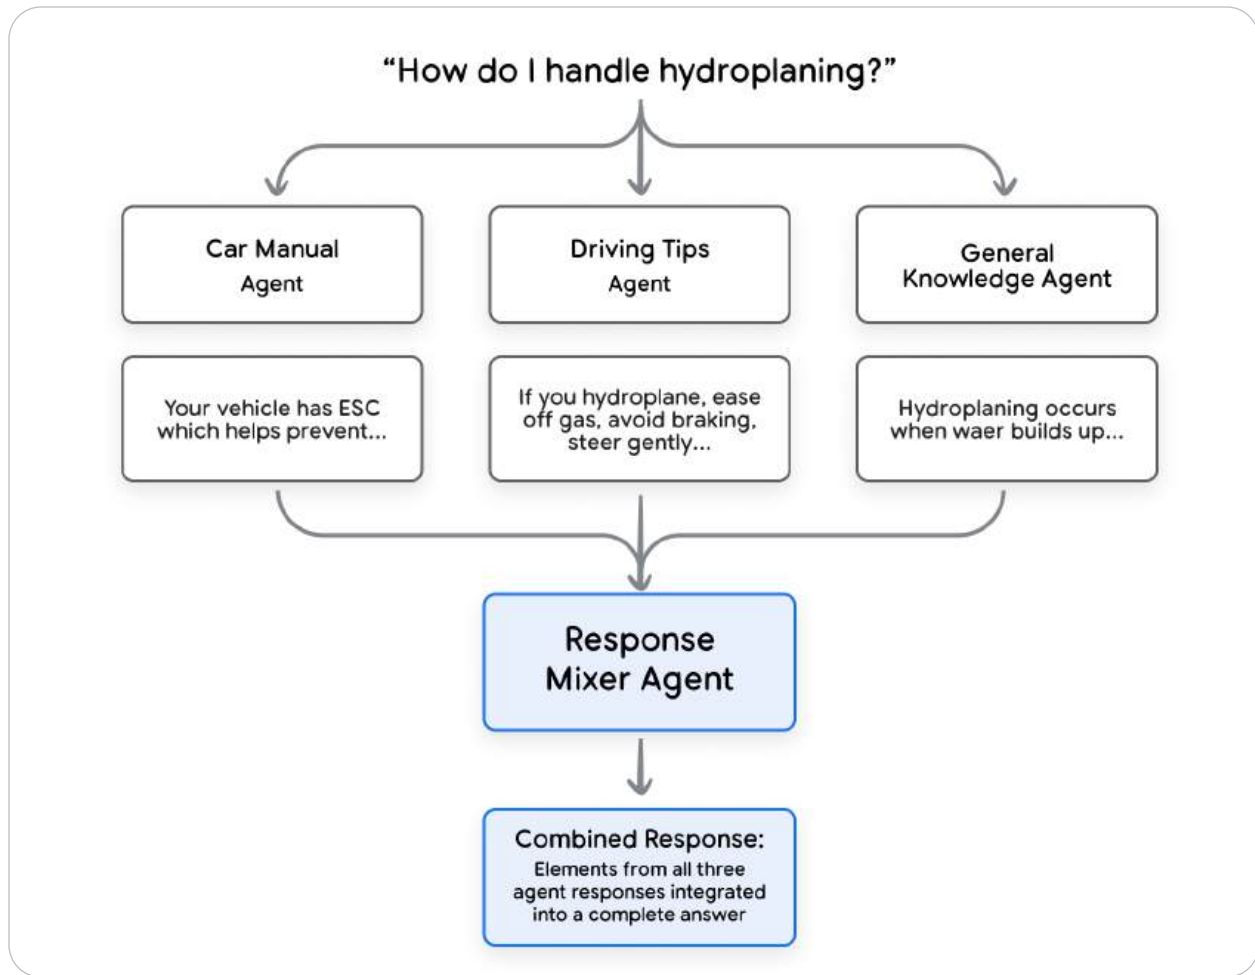 “How do I handle hydroplaning?”
Car Manual
Agent
Driving Tips
Agent
General
Knowledge Agent
Your vehicle has ESC
which helps prevent...
If you hydroplane, ease
off gas, avoid braking,
steer gently...
Hydroplaning occurs
when waer builds up...
Response
Mixer Agent
Combined Response:
Elements from all three
agent responses integrated
into a complete answer